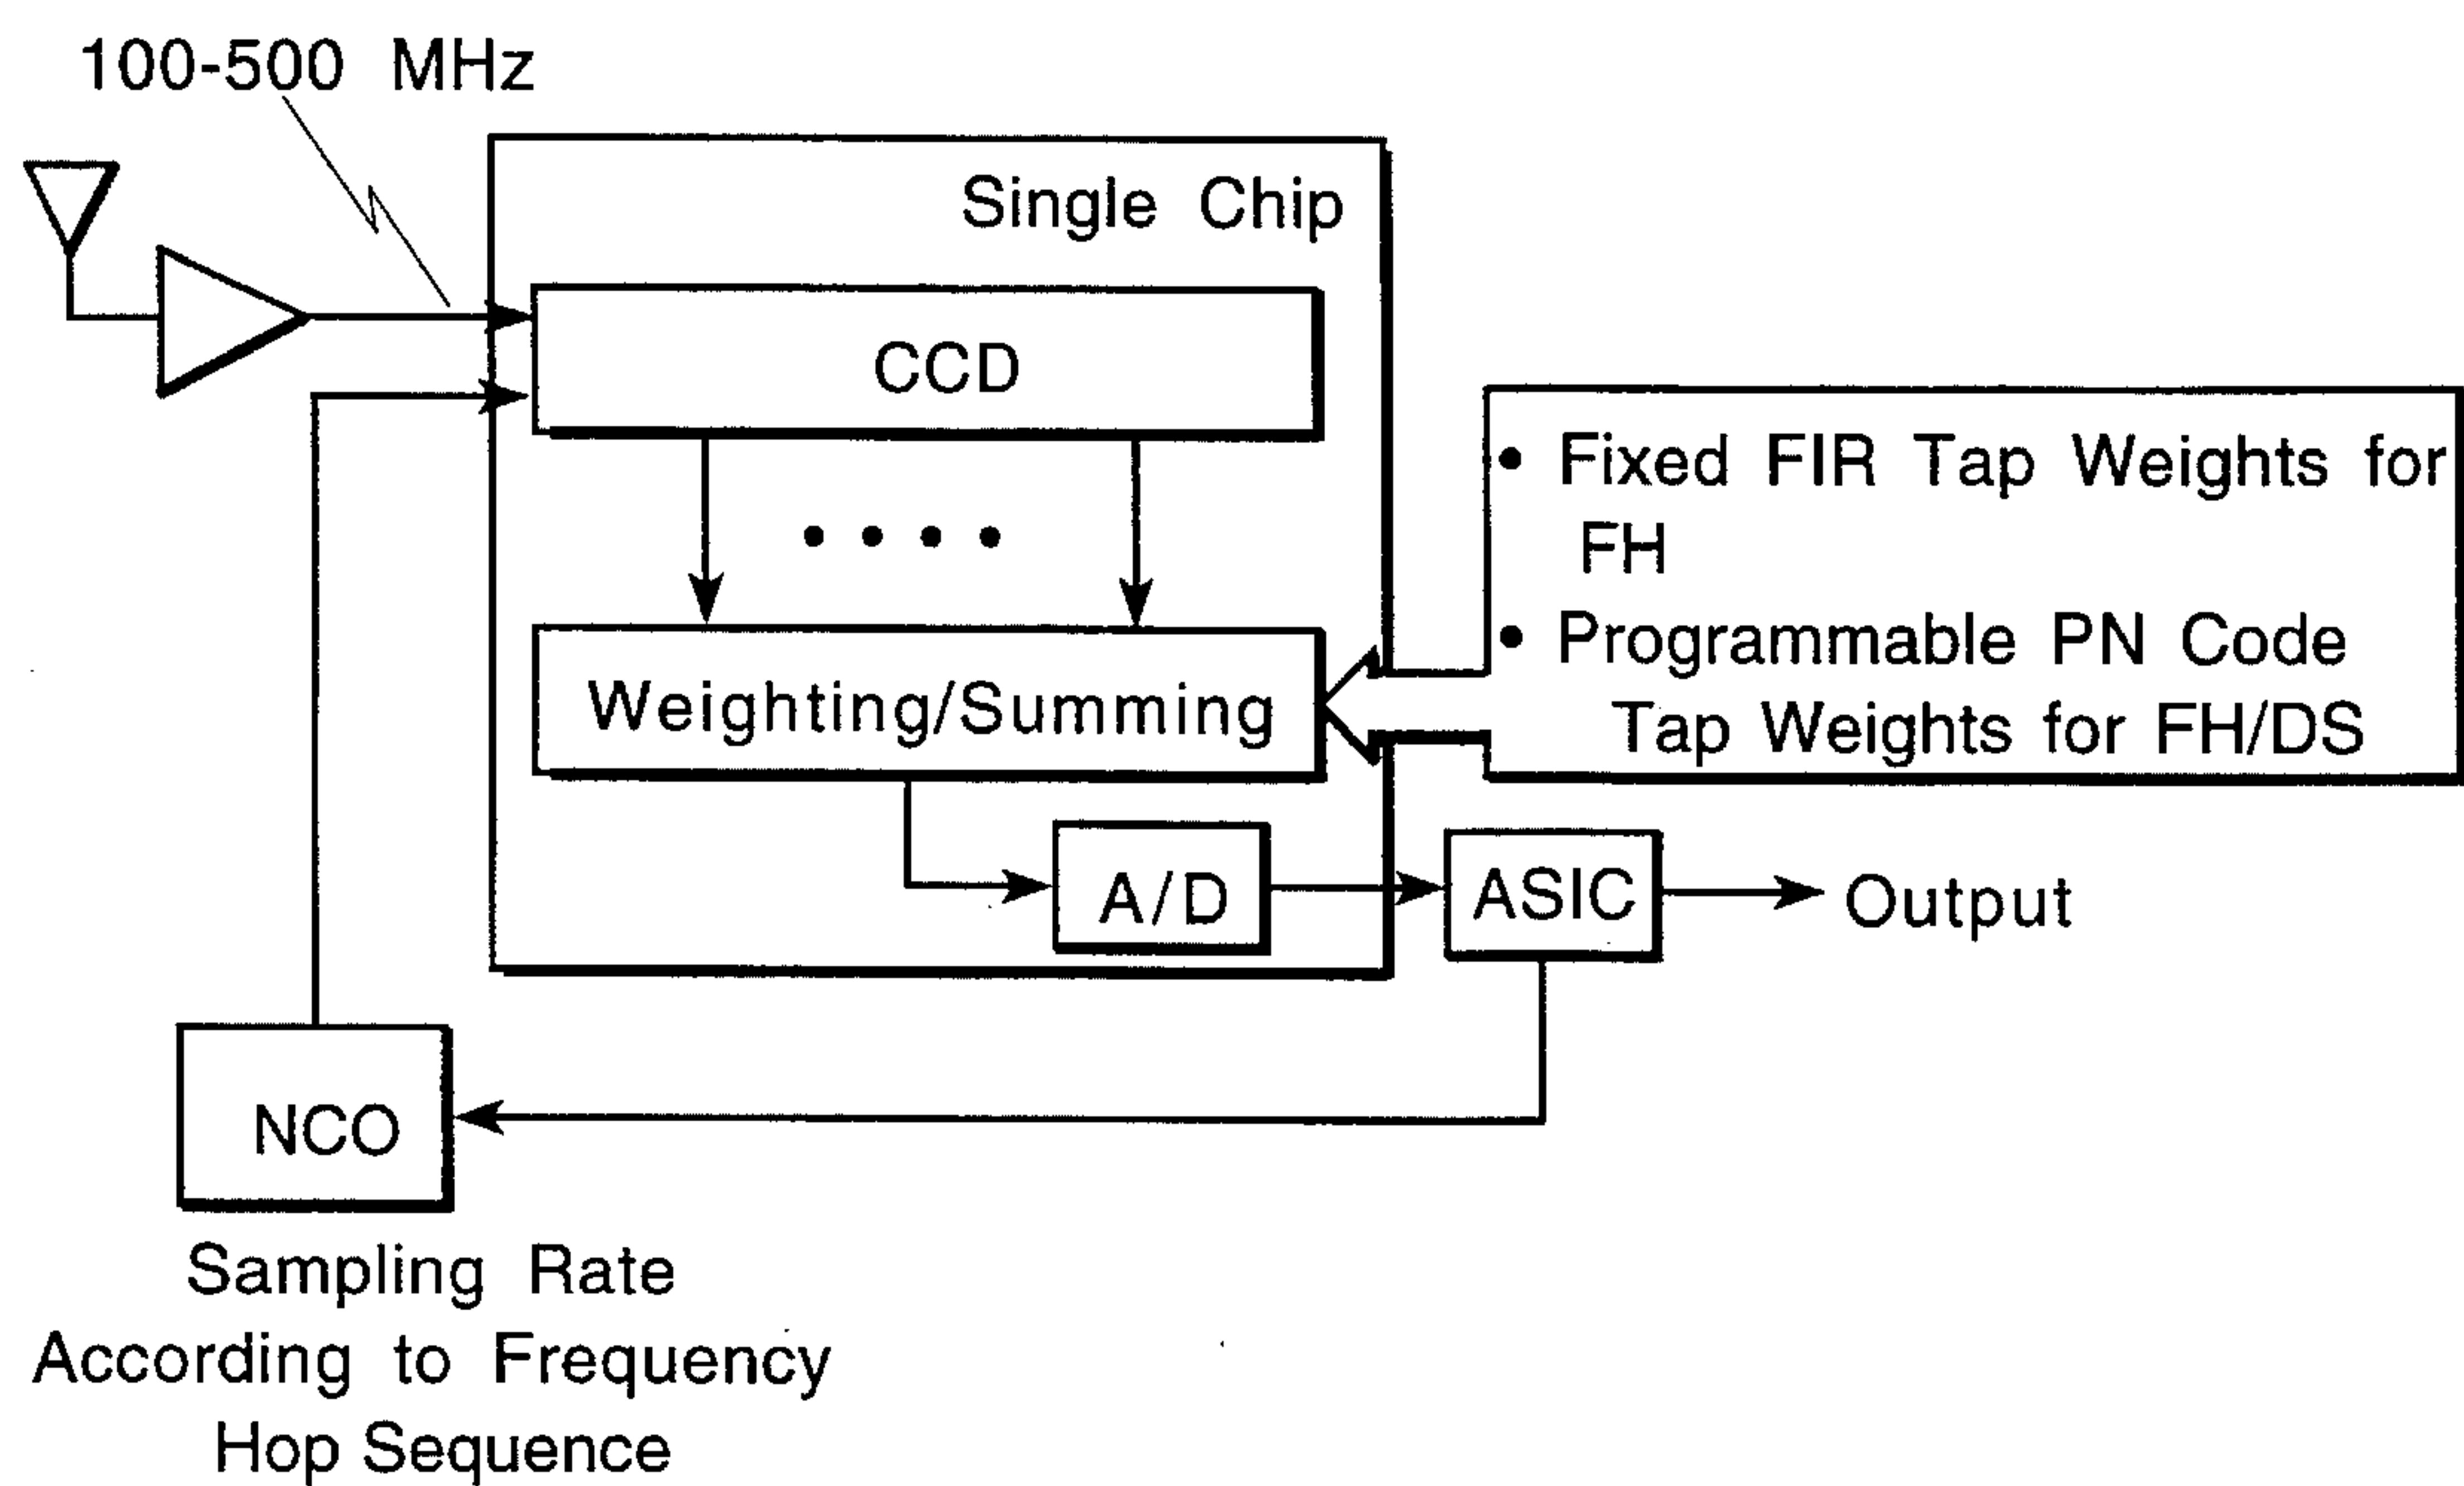 100-500 MHz
Single Chip
CCD
• Fixed FIR Tap Weights for
FH
• Programmable PN Code
Tap Weights for FH/DS
Weighting/Summing
A/D
ASIC
Output
NCO
Sampling Rate
According to Frequency
Hop Sequence